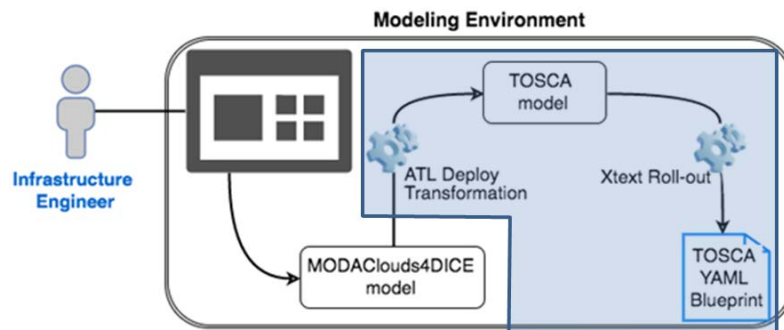 Modeling Environment
Infrastructure
Engineer
TOSCA
model
ATL Deploy
Transformation
Xtext Roll-out
MODAClouds4DICE
model
TOSCA
YAML
Blueprint